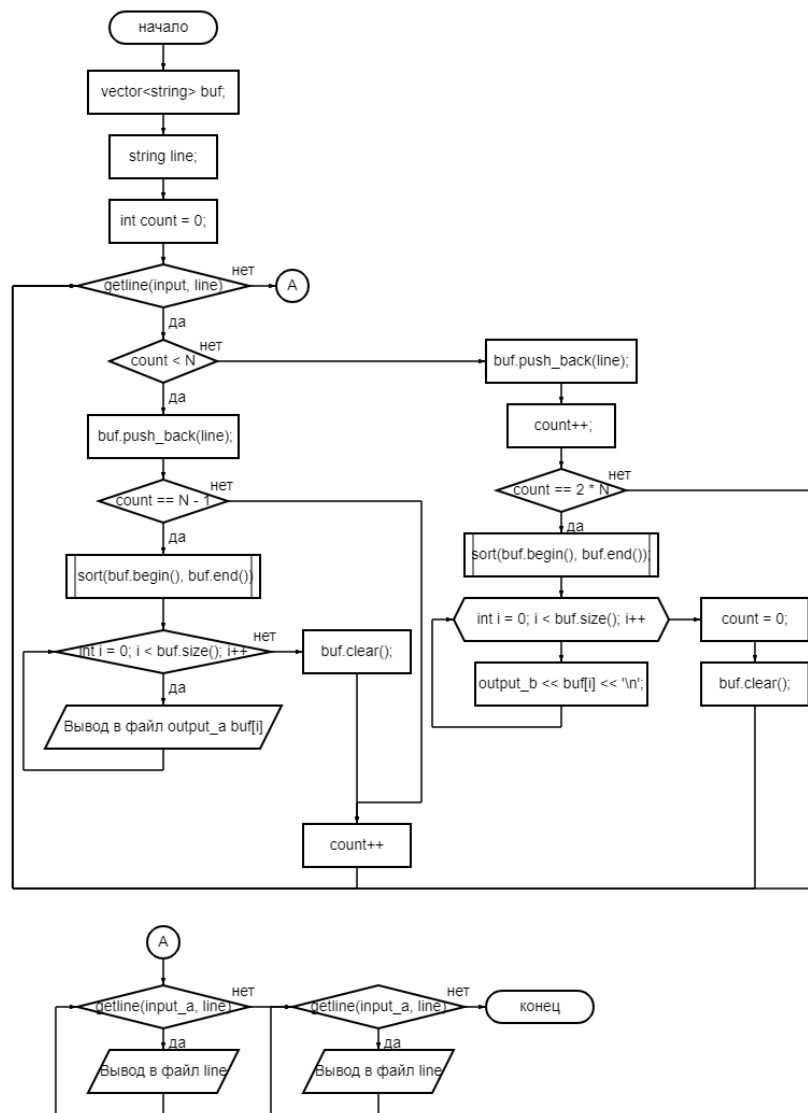 начало
vector<string> buf;
string line;
int count = 0;
getline(input, line)
нет
A
да
count < N
нет
да
buf.push_back(line);
count == N - 1
нет
да
sort(buf.begin(), buf.end())
int i = 0; i < buf.size(); i++
нет
да
Вывод в файл output_a buf[i]
buf.clear();
count++
buf.push_back(line);
count++;
count == 2 * N
нет
да
sort(buf.begin(), buf.end());
int i = 0; i < buf.size(); i++
output_b << buf[i] << '\n';
count = 0;
buf.clear();
A
getline(input_a, line)
нет
да
Вывод в файл line
getline(input_a, line)
нет
да
Вывод в файл line
конец